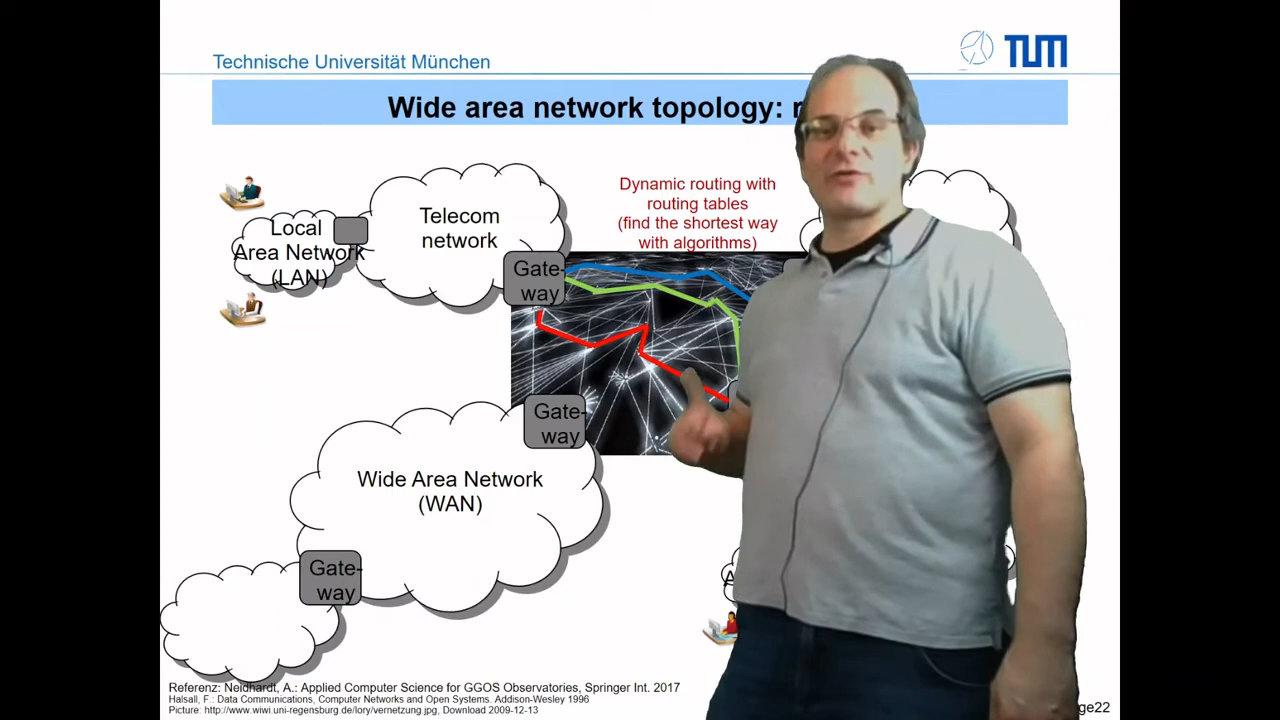 Technische Universität München
TUM
Wide area network topology:
Dynamic routing with
routing tables
(find the shortest way
with algorithms)
Telecom
network
Local
Area Network
(LAN)
Gate-
way
Gate-
way
Wide Area Network
(WAN)
Gate-
way
Referenz: Neidhardt, A.: Applied Computer Science for GGOS Observatories, Springer Int. 2017
Halsall, F.: Data Communications, Computer Networks and Open Systems. Addison-Wesley 1996
Picture: http://www.wiwi.uni-regensburg.de/lory/vernetzung.jpg, Download 2009-12-13
ge22